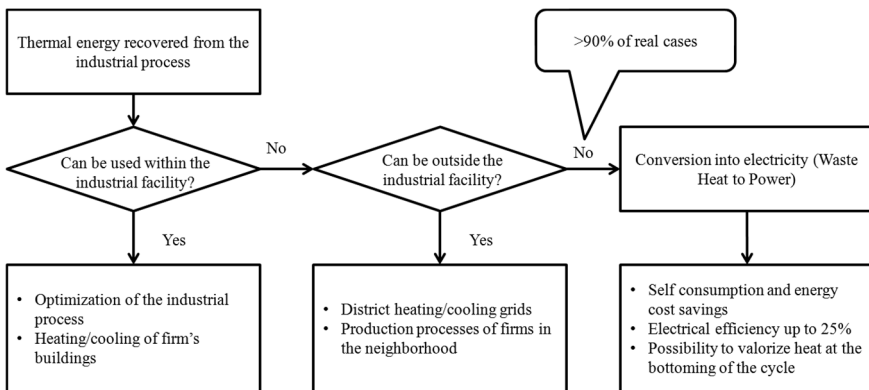 Thermal energy recovered from the
industrial process
>90% of real cases
Can be used within the
industrial facility?
No
Can be outside the
industrial facility?
No
Conversion into electricity (Waste
Heat to Power)
Yes
Yes
• Optimization of the industrial
process
• Heating/cooling of firm's
buildings
• District heating/cooling grids
• Production processes of firms in
the neighborhood
• Self consumption and energy
cost savings
• Electrical efficiency up to 25%
• Possibility to valorize heat at the
bottoming of the cycle